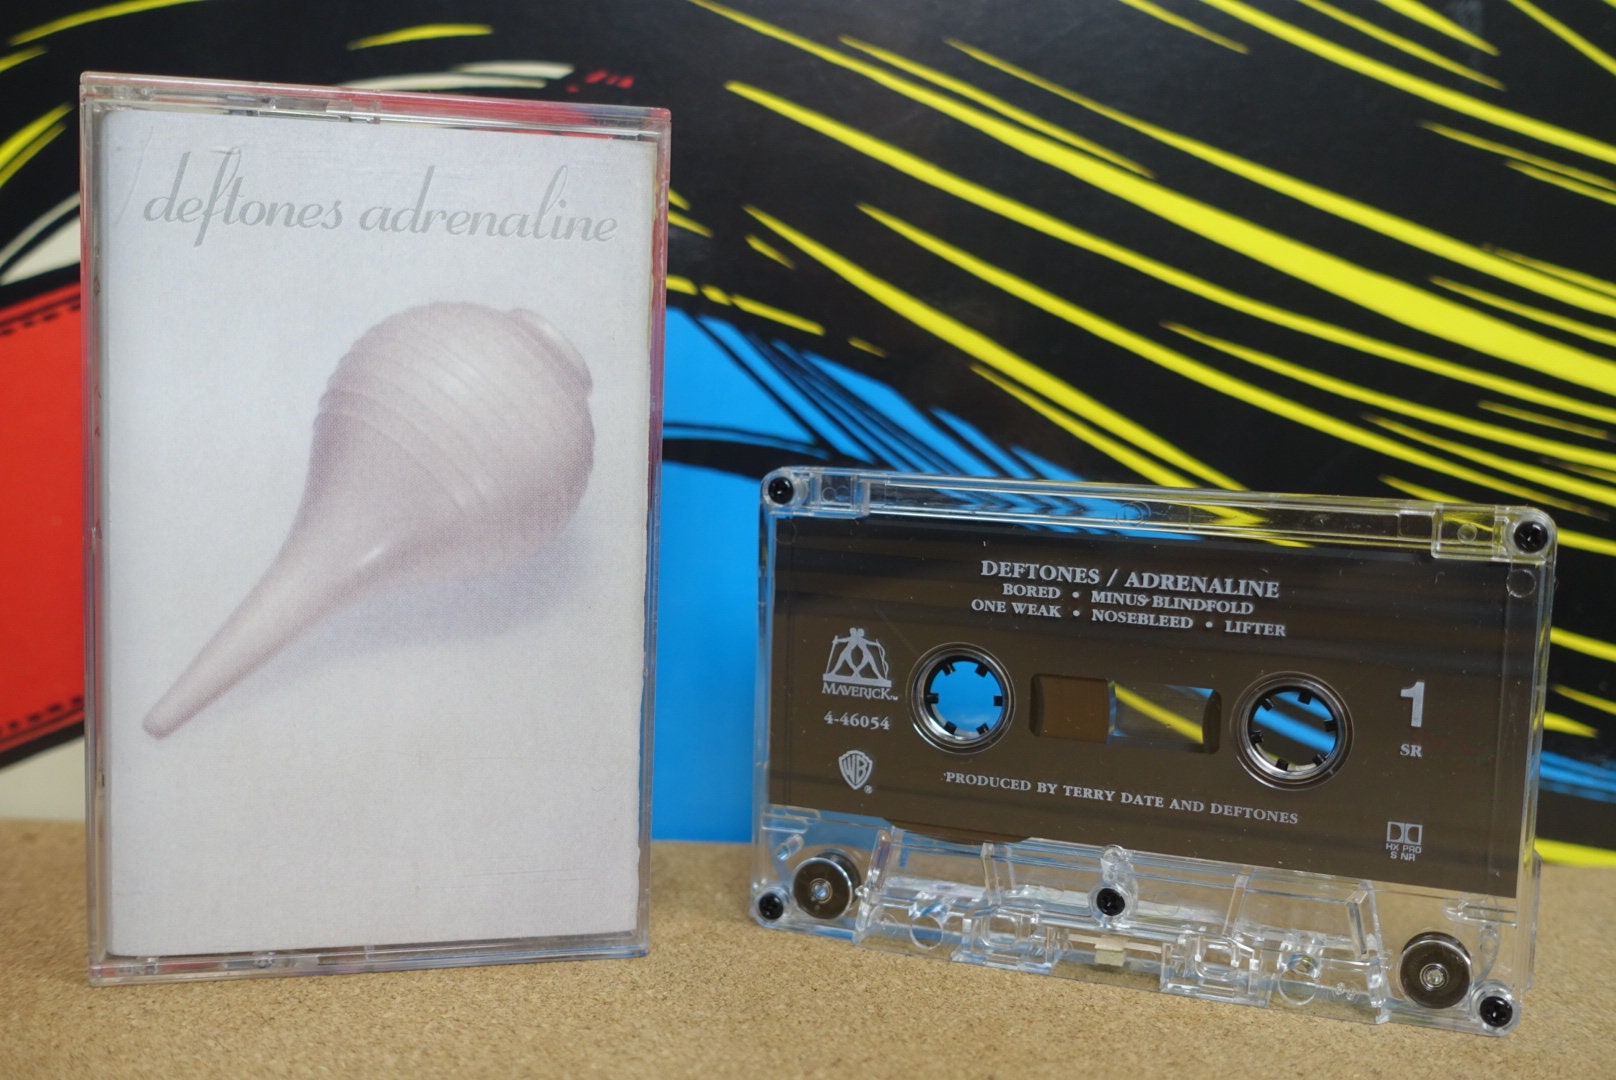 deftones adrenaline
DEFTONES / ADRENALINE
BORED • MINUS BLINDFOLD
ONE WEAK • NOSEBLEED • LIFTER
MAVERICK™
4-46054
WB®
1
SR
PRODUCED BY TERRY DATE AND DEFTONES
HX PRO
S NR